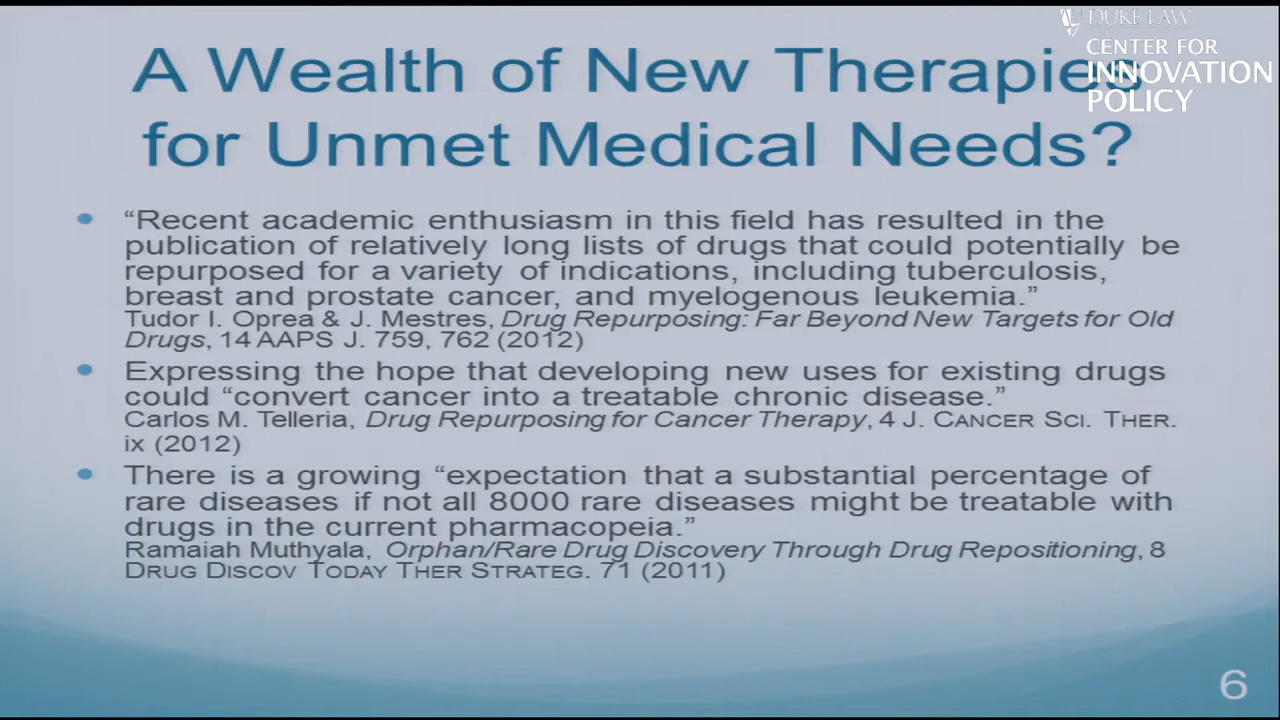 DUKE LAW
CENTER FOR
INNOVATION
POLICY
A Wealth of New Therapies
for Unmet Medical Needs?
• “Recent academic enthusiasm in this field has resulted in the
publication of relatively long lists of drugs that could potentially be
repurposed for a variety of indications, including tuberculosis,
breast and prostate cancer, and myelogenous leukemia.”
Tudor I. Oprea & J. Mestres, Drug Repurposing: Far Beyond New Targets for Old
Drugs, 14 AAPS J. 759, 762 (2012)
• Expressing the hope that developing new uses for existing drugs
could “convert cancer into a treatable chronic disease.”
Carlos M. Telleria, Drug Repurposing for Cancer Therapy, 4 J. CANCER SCI. THER.
ix (2012)
• There is a growing “expectation that a substantial percentage of
rare diseases if not all 8000 rare diseases might be treatable with
drugs in the current pharmacopeia.”
Ramaiah Muthyala, Orphan/Rare Drug Discovery Through Drug Repositioning, 8
DRUG DISCOV TODAY THER STRATEG. 71 (2011)
6